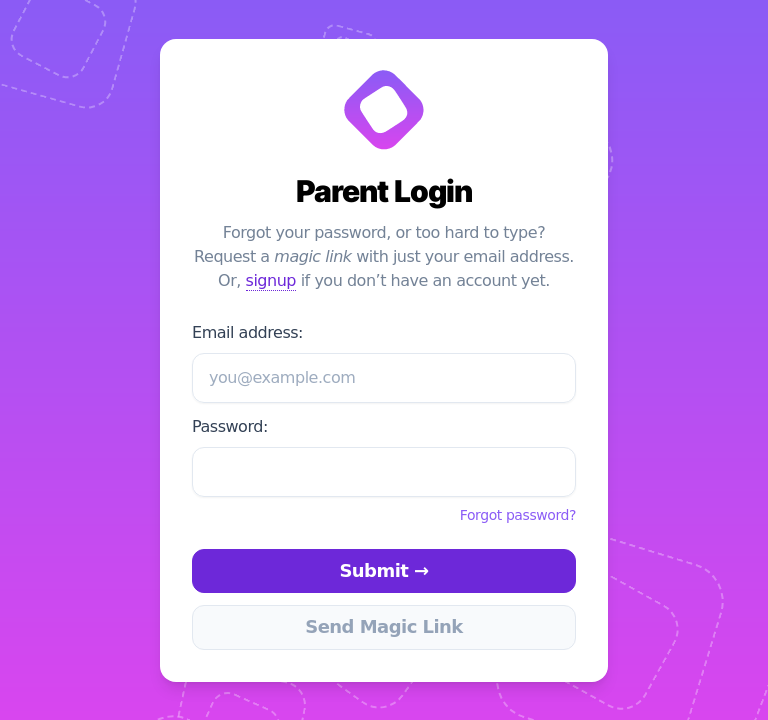 Parent Login
Forgot your password, or too hard to type?
Request a magic link with just your email address.
Or, signup if you don’t have an account yet.
Email address:
you@example.com
Password:
Forgot password?
Submit →
Send Magic Link